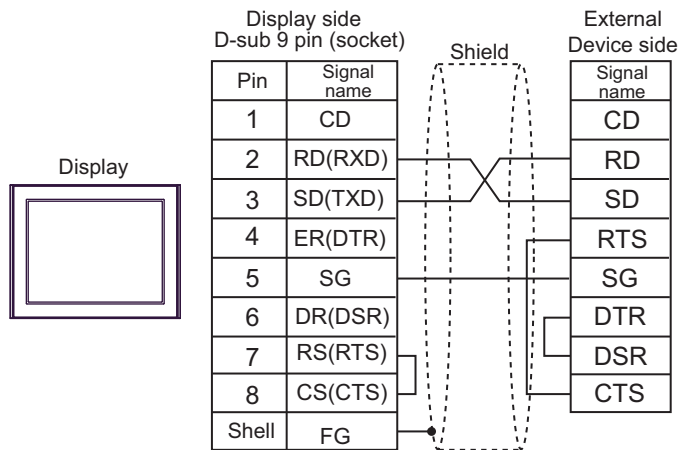 Display side
D-sub 9 pin (socket)
External
Device side
Shield
Pin
Signal
name
Signal
name
1
CD
CD
2
RD(RXD)
RD
Display
3
SD(TXD)
SD
4
ER(DTR)
RTS
5
SG
SG
6
DR(DSR)
DTR
7
RS(RTS)
DSR
8
CS(CTS)
CTS
Shell
FG